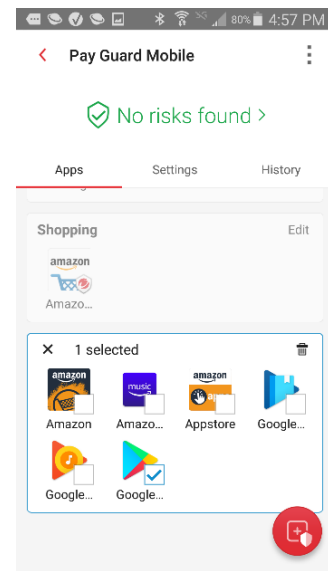 80% 4:57 PM
Pay Guard Mobile
No risks found >
Apps Settings History
Shopping Edit
amazon
Amazo...
1 selected
amazon
music
amazon
Amazon Amazo... Appstore Google...
Google... Google...